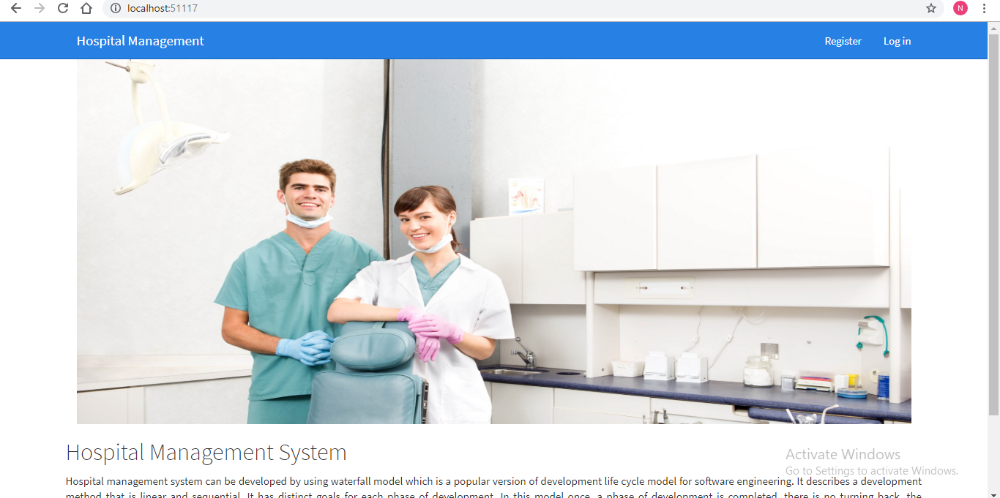 localhost:51117
N
Hospital Management
Register
Log in
Hospital Management System
Activate Windows
Go to Settings to activate Windows.
Hospital management system can be developed by using waterfall model which is a popular version of development life cycle model for software engineering. It describes a development
method that is linear and sequential. It has distinct goals for each phase of development. In this model once, a phase of development is completed, there is no turning back, the